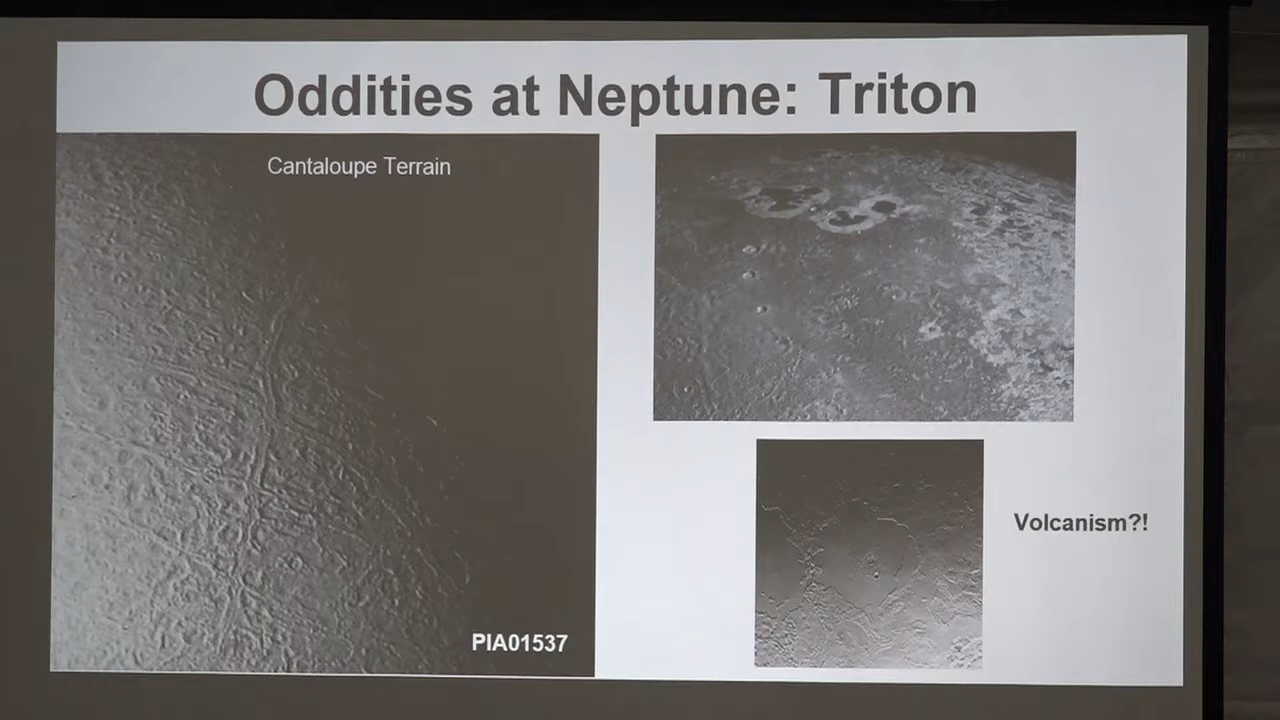 Oddities at Neptune: Triton
Cantaloupe Terrain
PIA01537
Volcanism?!